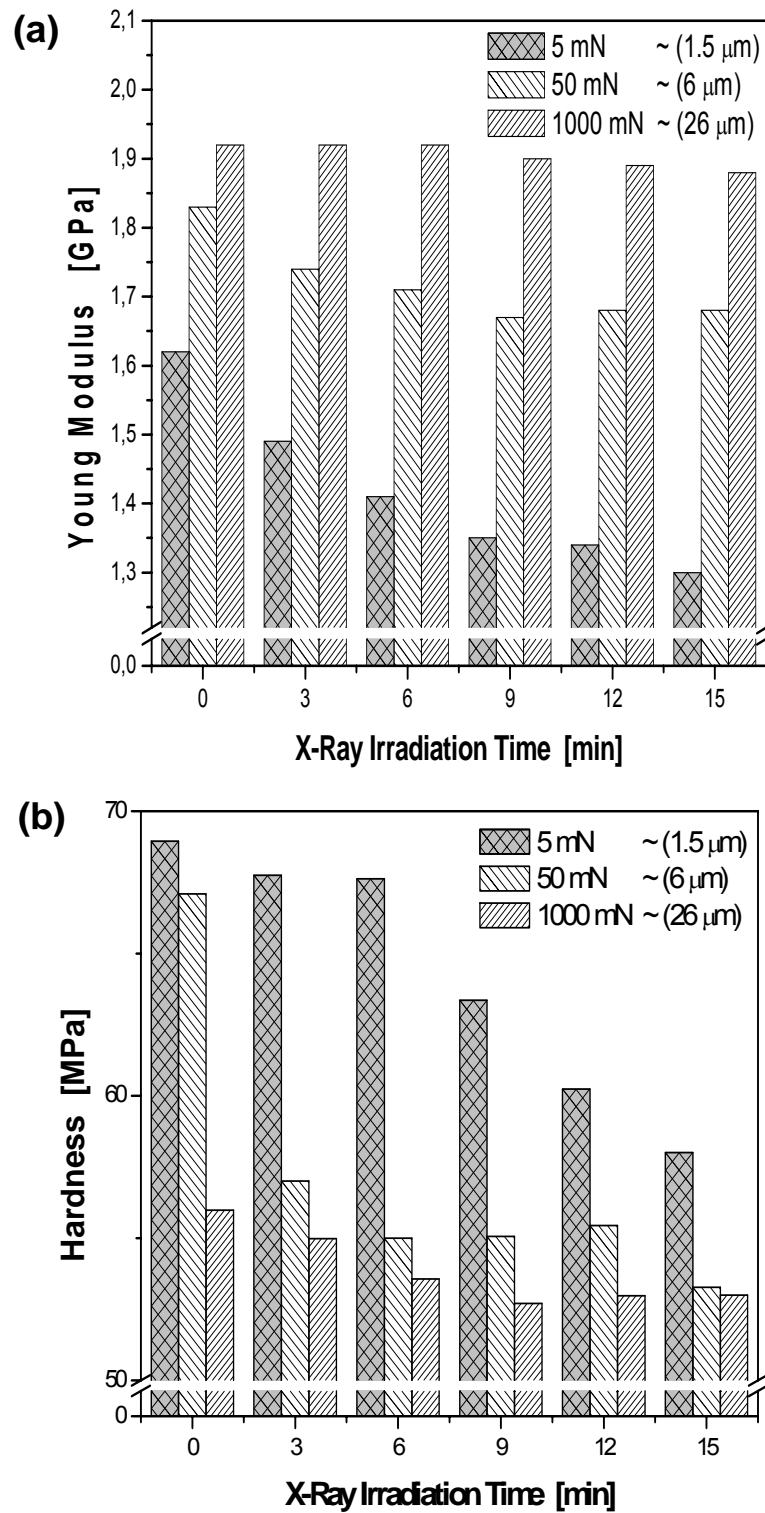 (a)
2,1
2,0
1,9
1,8
1,7
1,6
1,5
1,4
1,3
0,0
Young Modulus [GPa]
5 mN ~ (1.5 μm)
50 mN ~ (6 μm)
1000 mN ~ (26 μm)
0 3 6 9 12 15
X-Ray Irradiation Time [min]
(b)
70
60
50
0
Hardness [MPa]
5 mN ~ (1.5 μm)
50 mN ~ (6 μm)
1000 mN ~ (26 μm)
0 3 6 9 12 15
X-Ray Irradiation Time [min]